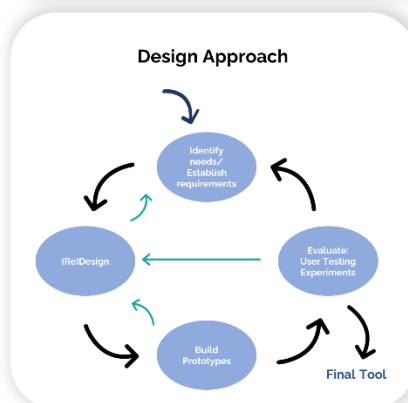 Design Approach
Identify
needs/
Establish
requirements
(Re)Design
Evaluate:
User Testing
Experiments
Build
Prototypes
Final Tool